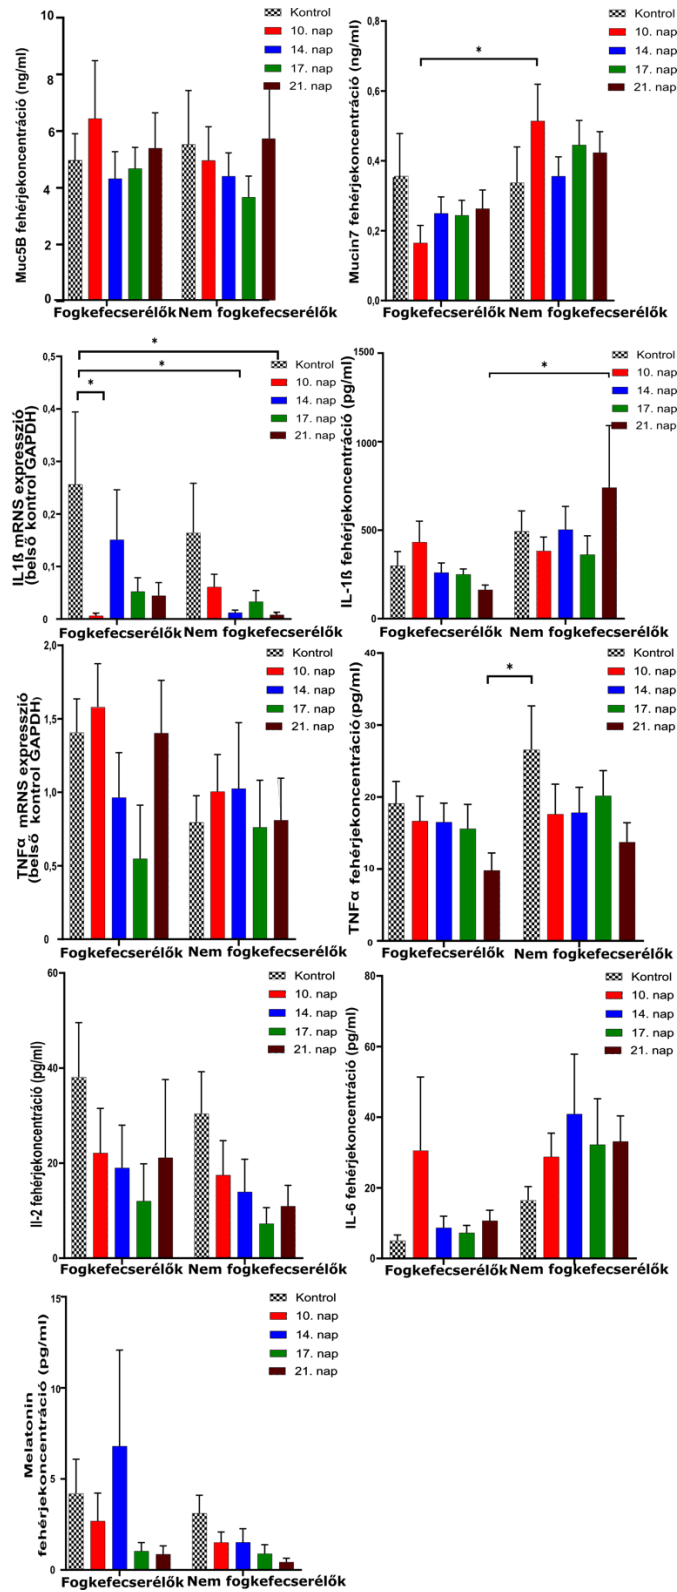 Muc5B fehérjekoncentráció (ng/ml)
10
8
6
4
2
0
Kontrol
10. nap
14. nap
17. nap
21. nap
Fogkefecserélők
Nem fogkefecserélők
Mucin7 fehérjekoncentráció (ng/ml)
0,8
0,6
0,4
0,2
0,0
*
Kontrol
10. nap
14. nap
17. nap
21. nap
Fogkefecserélők
Nem fogkefecserélők
IL1ß mRNS expresszió
(belső kontrol GAPDH)
0,5
0,4
0,3
0,2
0,1
0,0
*
*
*
Kontrol
10. nap
14. nap
17. nap
21. nap
Fogkefecserélők
Nem fogkefecserélők
IL-1ß fehérjekoncentráció (pg/ml)
1500
1000
500
0
*
Kontrol
10. nap
14. nap
17. nap
21. nap
Fogkefecserélők
Nem fogkefecserélők
TNFα mRNS expresszió
(belső kontrol GAPDH)
2,0
1,5
1,0
0,5
0
Kontrol
10. nap
14. nap
17. nap
21. nap
Fogkefecserélők
Nem fogkefecserélők
TNFα fehérjekoncentráció(pg/ml)
40
30
20
10
0
*
Kontrol
10. nap
14. nap
17. nap
21. nap
Fogkefecserélők
Nem fogkefecserélők
Il-2 fehérjekoncentráció (pg/ml)
60
40
20
0
Kontrol
10. nap
14. nap
17. nap
21. nap
Fogkefecserélők
Nem fogkefecserélők
IL-6 fehérjekoncentráció (pg/ml)
80
60
40
20
0
Kontrol
10. nap
14. nap
17. nap
21. nap
Fogkefecserélők
Nem fogkefecserélők
Melatonin
fehérjekoncentráció (pg/ml)
15
10
5
0
Kontrol
10. nap
14. nap
17. nap
21. nap
Fogkefecserélők
Nem fogkefecserélők